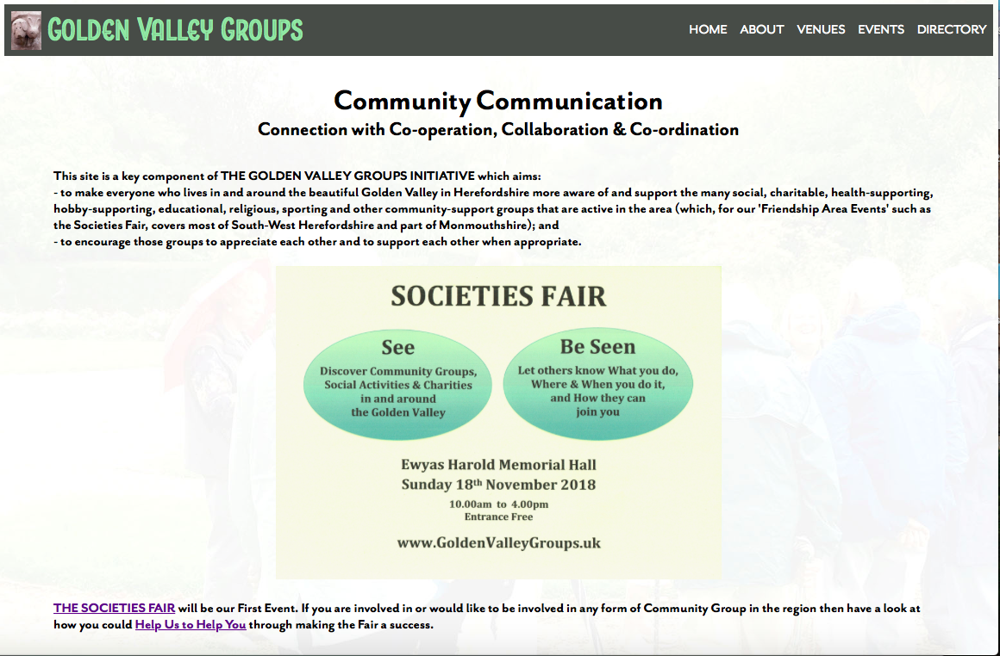 GOLDEN VALLEY GROUPS
HOME ABOUT VENUES EVENTS DIRECTORY
Community Communication
Connection with Co-operation, Collaboration & Co-ordination
This site is a key component of THE GOLDEN VALLEY GROUPS INITIATIVE which aims:
- to make everyone who lives in and around the beautiful Golden Valley in Herefordshire more aware of and support the many social, charitable, health-supporting,
hobby-supporting, educational, religious, sporting and other community-support groups that are active in the area (which, for our 'Friendship Area Events' such as
the Societies Fair, covers most of South-West Herefordshire and part of Monmouthshire); and
- to encourage those groups to appreciate each other and to support each other when appropriate.
SOCIETIES FAIR
See
Discover Community Groups,
Social Activities & Charities
in and around
the Golden Valley
Be Seen
Let others know What you do,
Where & When you do it,
and How they can
join you
Ewyas Harold Memorial Hall
Sunday 18th November 2018
10.00am to 4.00pm
Entrance Free
www.GoldenValleyGroups.uk
THE SOCIETIES FAIR will be our First Event. If you are involved in or would like to be involved in any form of Community Group in the region then have a look at
how you could Help Us to Help You through making the Fair a success.